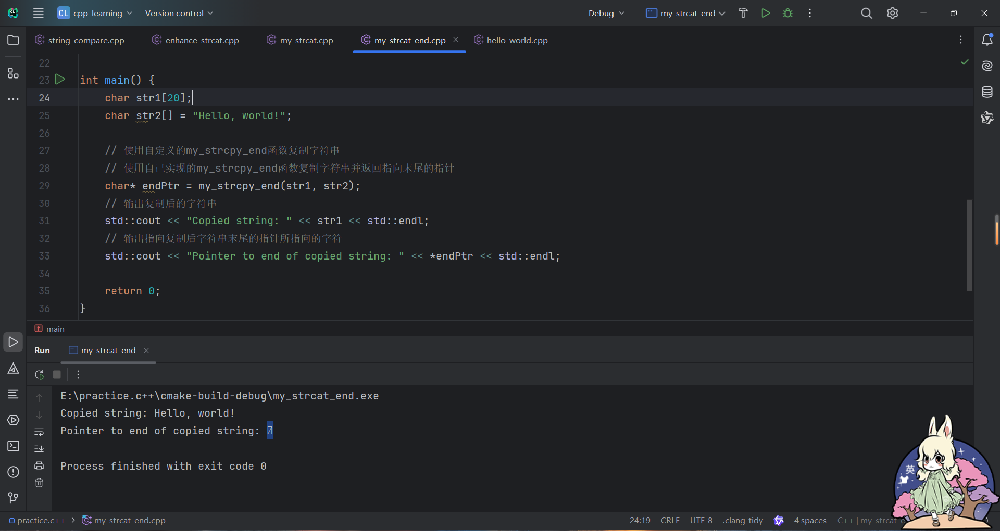 CL cpp_learning Version control Debug my_strcat_end
string_compare.cpp enhance_strcat.cpp my_strcat.cpp my_strcat_end.cpp hello_world.cpp
22
23 int main() {
24 char str1[20];
25 char str2[] = "Hello, world!";
26
27 // 使用自定义的my_strcpy_end函数复制字符串
28 // 使用自己实现的my_strcpy_end函数复制字符串并返回指向末尾的指针
29 char* endPtr = my_strcpy_end(str1, str2);
30 // 输出复制后的字符串
31 std::cout << "Copied string: " << str1 << std::endl;
32 // 输出指向复制后字符串末尾的指针所指向的字符
33 std::cout << "Pointer to end of copied string: " << *endPtr << std::endl;
34
35 return 0;
36 }
f main
Run my_strcat_end
E:\practice.c++\cmake-build-debug\my_strcat_end.exe
Copied string: Hello, world!
Pointer to end of copied string:
Process finished with exit code 0
英
practice.c++ > my_strcat_end.cpp 24:19 CRLF UTF-8 .clang-tidy 4 spaces C++ | my_strcat_e